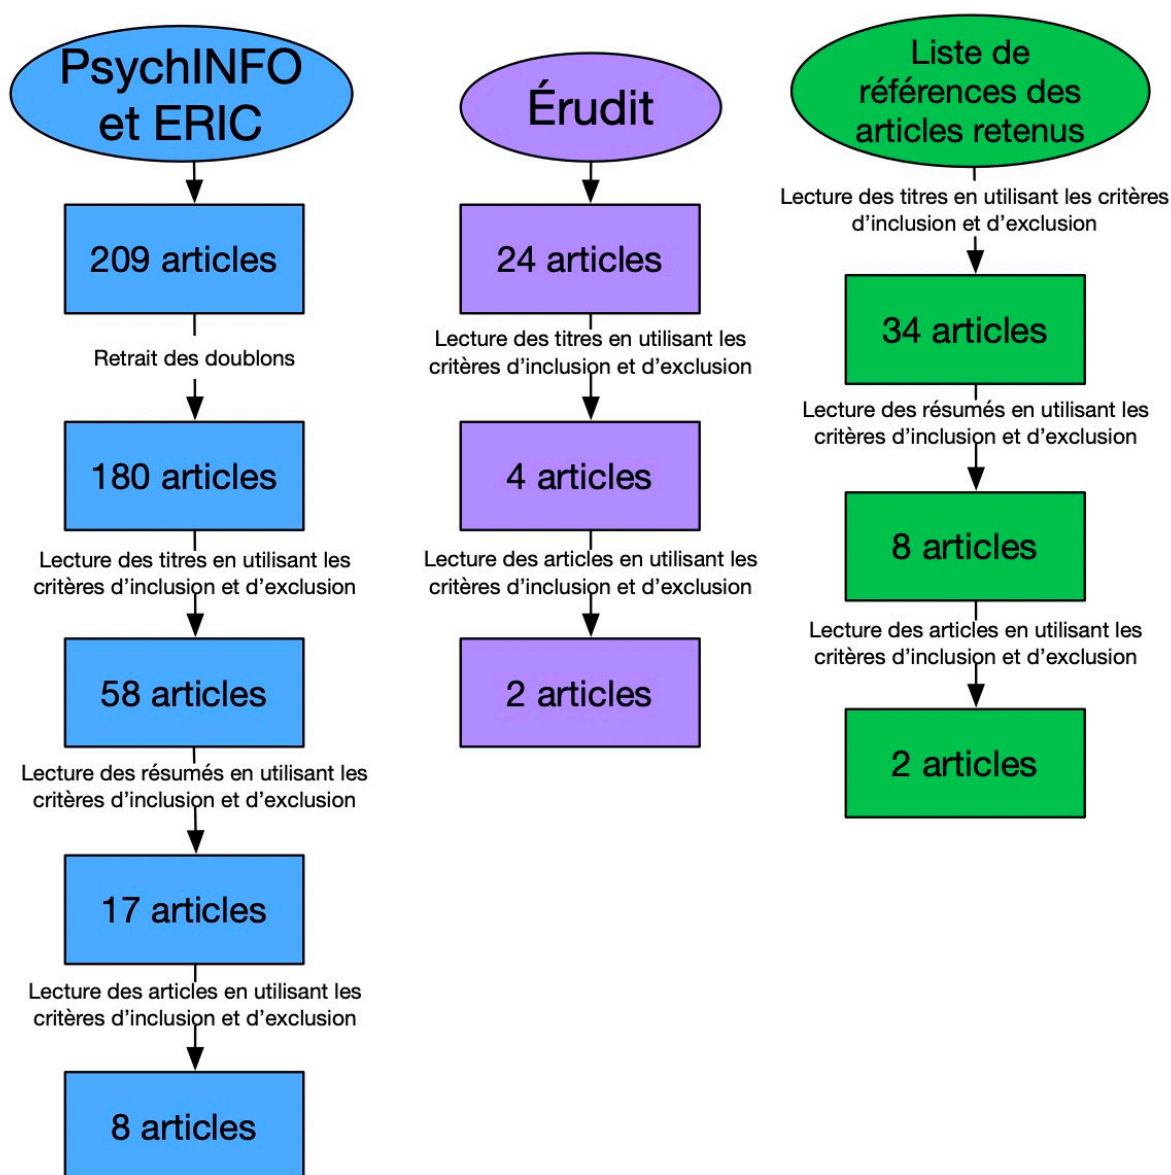 PsychINFO
et ERIC
209 articles
Retrait des doublons
180 articles
Lecture des titres en utilisant les
critères d'inclusion et d'exclusion
58 articles
Lecture des résumés en utilisant les
critères d'inclusion et d'exclusion
17 articles
Lecture des articles en utilisant les
critères d'inclusion et d'exclusion
8 articles
Érudit
24 articles
Lecture des titres en utilisant les
critères d'inclusion et d'exclusion
4 articles
Lecture des articles en utilisant les
critères d'inclusion et d'exclusion
2 articles
Liste de
références des
articles retenus
Lecture des titres en utilisant les critères
d'inclusion et d'exclusion
34 articles
Lecture des résumés en utilisant les
critères d'inclusion et d'exclusion
8 articles
Lecture des articles en utilisant les
critères d'inclusion et d'exclusion
2 articles